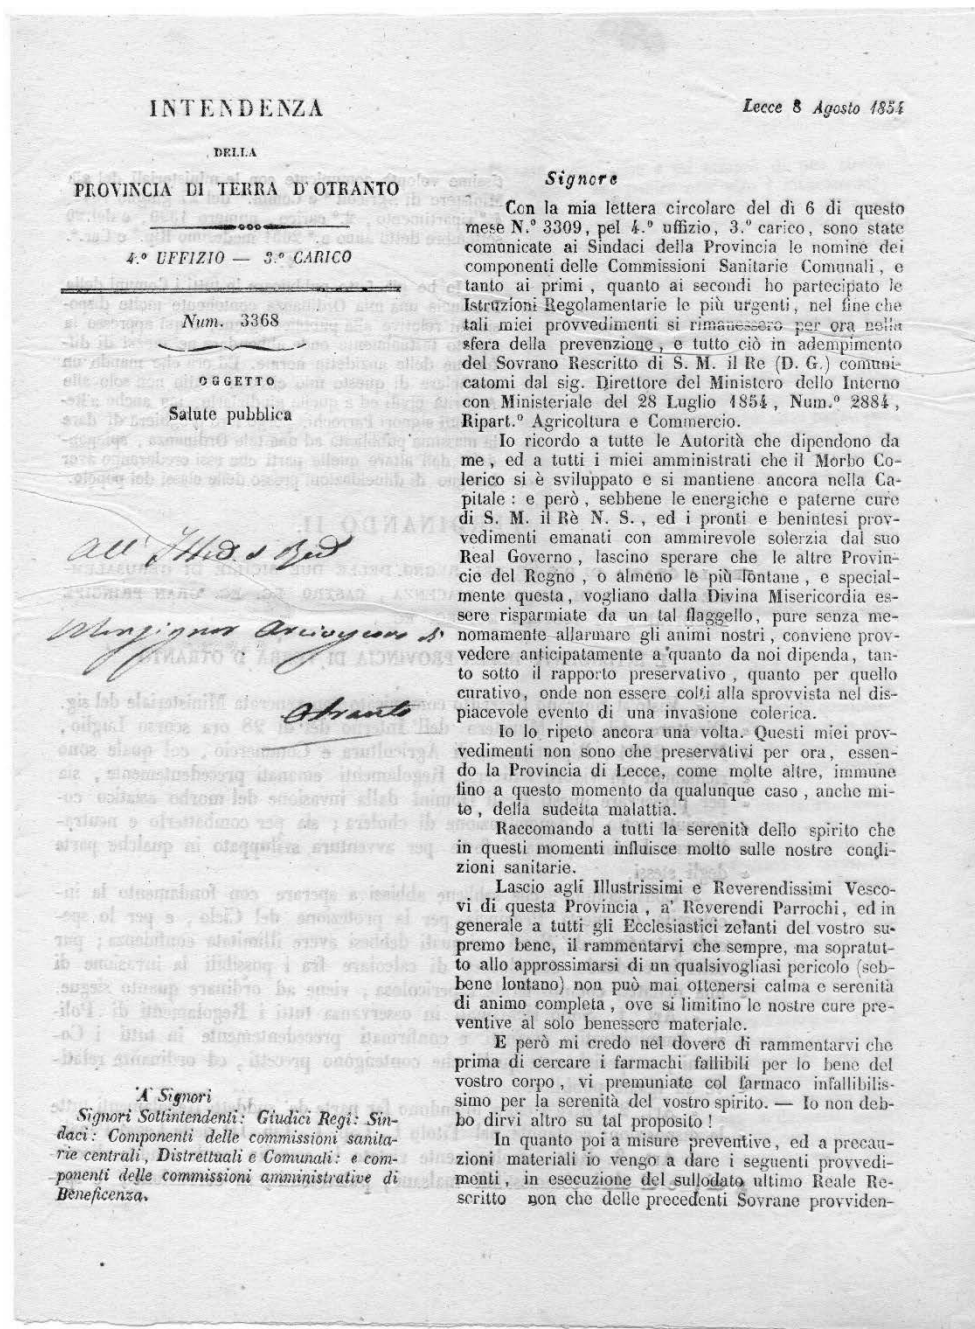 INTENDENZA
DELLA
PROVINCIA DI TERRA D'OTRANTO
4.º UFFIZIO — 3.º CARICO
Num. 3368
OGGETTO
Salute pubblica
All'
Monsignor Arcivescovo di
Otranto
'A Signori
Signori Sottintendenti: Giudici Regi: Sin-
daci: Componenti delle commissioni sanita-
rie centrali, Distrettuali e Comunali: e com-
ponenti delle commissioni amministrative di
Beneficenza.
Lecce 8 Agosto 1854
Signore
Con la mia lettera circolare del dì 6 di questo
mese N.º 3309, pel 4.º uffizio, 3.º carico, sono state
comunicate ai Sindaci della Provincia le nomine dei
componenti delle Commissioni Sanitarie Comunali, e
tanto ai primi, quanto ai secondi ho partecipato le
Istruzioni Regolamentarie le più urgenti, nel fine che
tali miei provvedimenti si rimanessero per ora nella
sfera della prevenzione, e tutto ciò in adempimento
del Sovrano Rescritto di S. M. il Re (D. G.) comuni-
catomi dal sig. Direttore del Ministero dello Interno
con Ministeriale del 28 Luglio 1854, Num.º 2884,
Ripart.º Agricoltura e Commercio.
Io ricordo a tutte le Autorità che dipendono da
me, ed a tutti i miei amministrati che il Morbo Co-
lerico si è sviluppato e si mantiene ancora nella Ca-
pitale: e però, sebbene le energiche e paterne cure
di S. M. il Rè N. S., ed i pronti e benintesi prov-
vedimenti emanati con ammirevole solerzia dal suo
Real Governo, lascino sperare che le altre Provin-
cie del Regno, o almeno le più lontane, e special-
mente questa, vogliano dalla Divina Misericordia es-
sere risparmiate da un tal flaggello, pure senza me-
nomamente allarmare gli animi nostri, conviene prov-
vedere anticipatamente a quanto da noi dipenda, tan-
to sotto il rapporto preservativo, quanto per quello
curativo, onde non essere colti alla sprovvista nel dis-
piacevole evento di una invasione colerica.
Io lo ripeto ancora una volta. Questi miei prov-
vedimenti non sono che preservativi per ora, essen-
do la Provincia di Lecce, come molte altre, immune
fino a questo momento da qualunque caso, anche mi-
te, della sudetta malattia.
Raccomando a tutti la serenità dello spirito che
in questi momenti influisce molto sulle nostre condi-
zioni sanitarie.
Lascio agli Illustrissimi e Reverendissimi Vesco-
vi di questa Provincia, a' Reverendi Parrochi, ed in
generale a tutti gli Ecclesiastici zelanti del vostro su-
premo bene, il rammentarvi che sempre, ma sopratut-
to allo approssimarsi di un qualsivogliasi pericolo (seb-
bene lontano) non può mai ottenersi calma e serenità
di animo completa, ove si limitino le nostre cure pre-
ventive al solo benessere materiale.
E però mi credo nel dovere di rammentarvi che
prima di cercare i farmachi fallibili per lo bene del
vostro corpo, vi premuniate col farmaco infallibilis-
simo per la serenità del vostro spirito. — Io non deb-
bo dirvi altro su tal proposito!
In quanto poi a misure preventive, ed a precau-
zioni materiali io vengo a dare i seguenti provvedi-
menti, in esecuzione del sullodato ultimo Reale Re-
scritto non che delle precedenti Sovrane provviden-